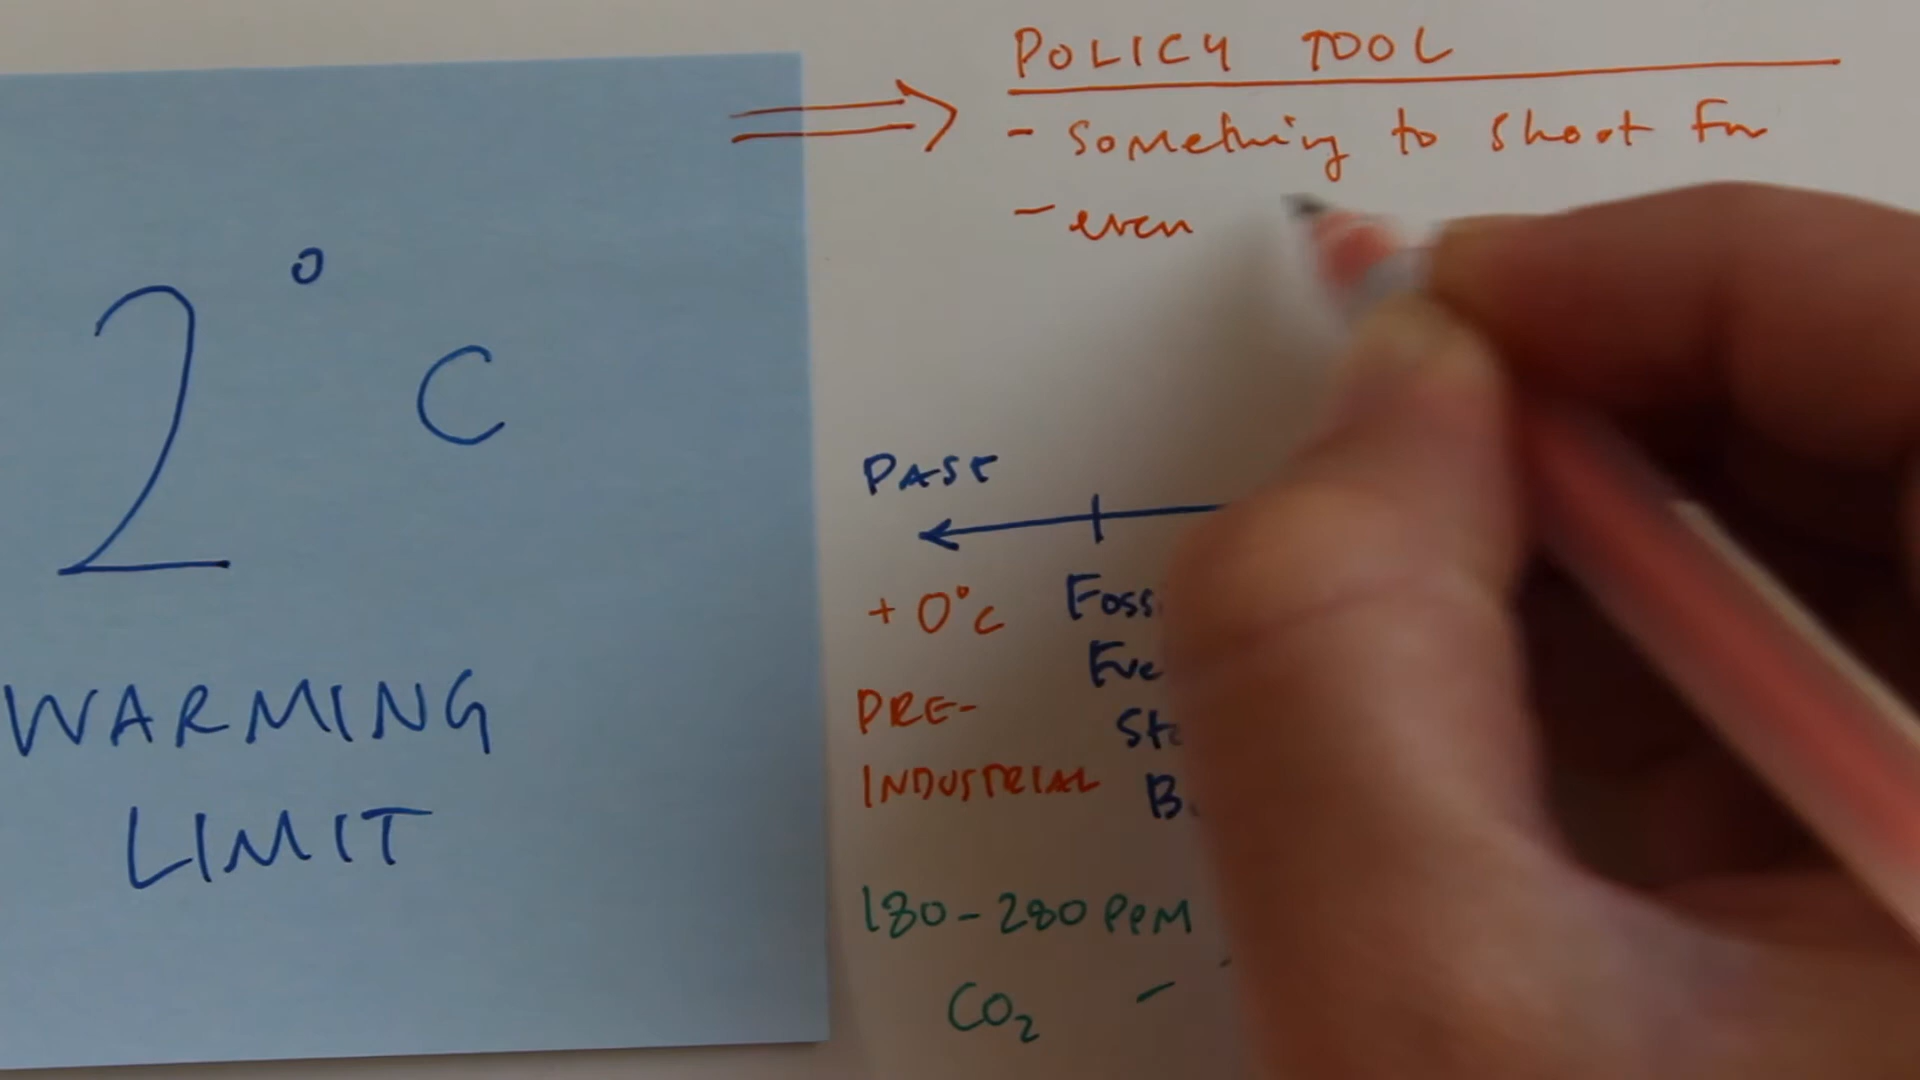 2°C
WARMING
LIMIT
POLICY TOOL
- something to shoot for
- even
PAST
+0°C
PRE-
INDUSTRIAL
180-280 PPM
CO2